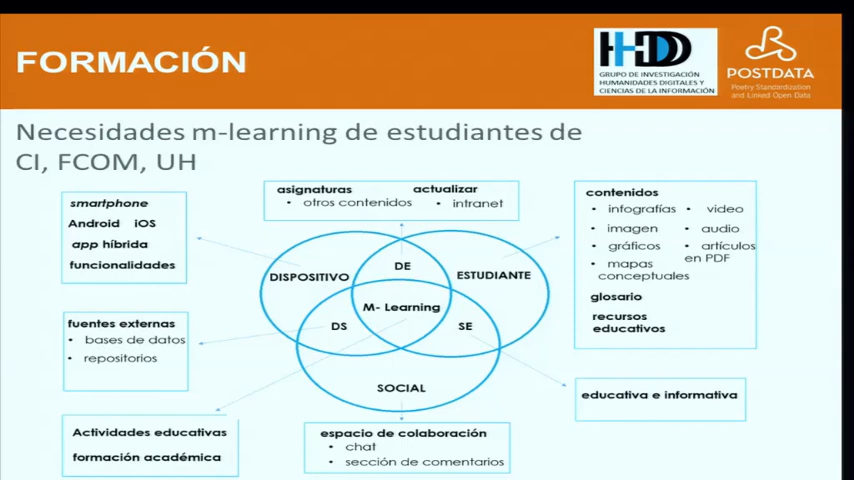 FORMACIÓN
GRUPO DE INVESTIGACIÓN
HUMANIDADES DIGITALES Y
CIENCIAS DE LA INFORMACIÓN
POSTDATA
Poetry Standardization
and Linked Open Data
Necesidades m-learning de estudiantes de
CI, FCOM, UH
smartphone
Android iOS
app híbrida
funcionalidades
asignaturas actualizar
• otros contenidos • intranet
contenidos
• infografías • video
• imagen • audio
• gráficos • artículos
en PDF
• mapas
conceptuales
glosario
recursos
educativos
DISPOSITIVO
DE
ESTUDIANTE
M- Learning
DS
SE
SOCIAL
fuentes externas
• bases de datos
• repositorios
educativa e informativa
Actividades educativas
formación académica
espacio de colaboración
• chat
• sección de comentarios